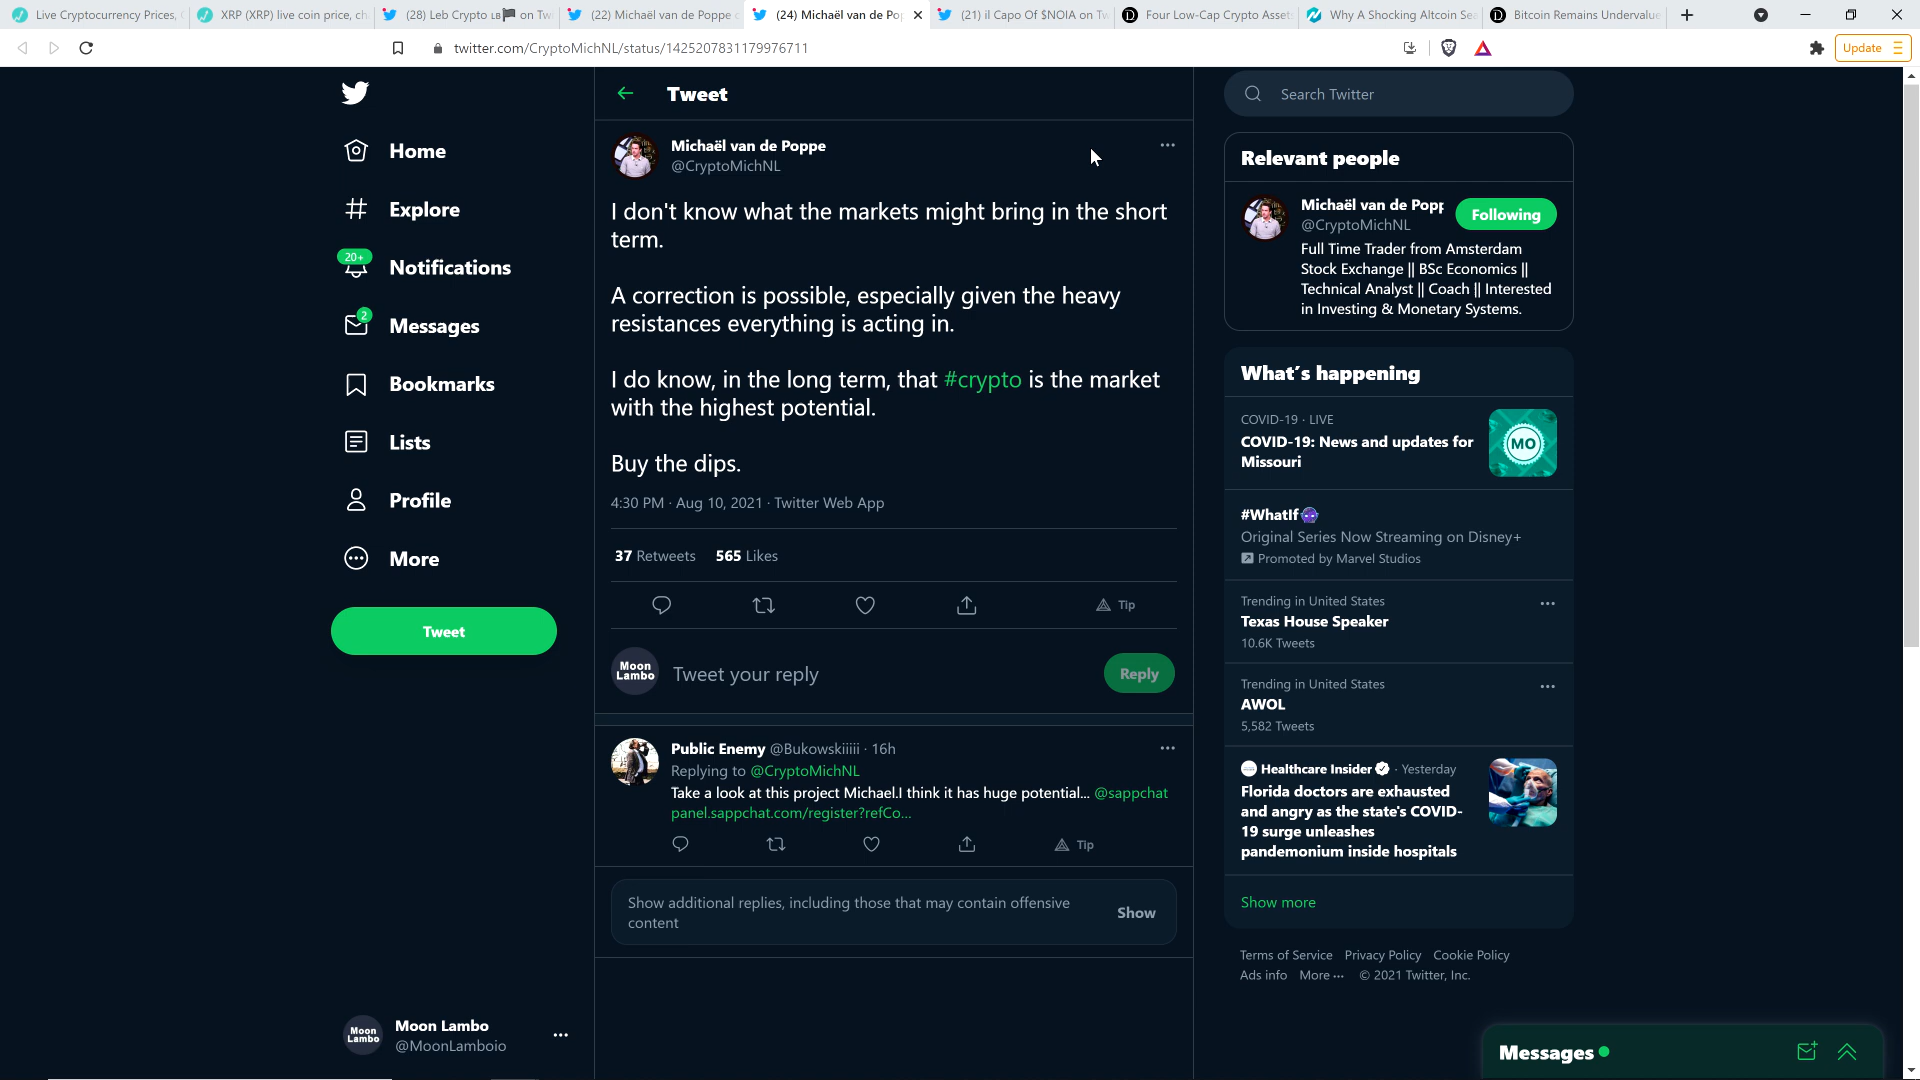 Live Cryptocurrency Prices,
XRP (XRP) live coin price, ch
(28) Leb Crypto LB on Tw
(22) Michaël van de Poppe
(24) Michaël van de Pop
(21) il Capo Of $NOIA on Tw
Four Low-Cap Crypto Assets
Why A Shocking Altcoin Sea
Bitcoin Remains Undervalue
twitter.com/CryptoMichNL/status/1425207831179976711
Update
Home
Explore
20+
Notifications
2
Messages
Bookmarks
Lists
Profile
More
Tweet
Moon Lambo
Moon Lambo
@MoonLamboio
Tweet
Michaël van de Poppe
@CryptoMichNL
I don't know what the markets might bring in the short
term.
A correction is possible, especially given the heavy
resistances everything is acting in.
I do know, in the long term, that #crypto is the market
with the highest potential.
Buy the dips.
4:30 PM · Aug 10, 2021 · Twitter Web App
37 Retweets 565 Likes
Tip
Moon Lambo
Tweet your reply
Reply
Public Enemy @Bukowskiiiii · 16h
Replying to @CryptoMichNL
Take a look at this project Michael.I think it has huge potential... @sappchat
panel.sappchat.com/register?refCo...
Tip
Show additional replies, including those that may contain offensive
content
Show
Search Twitter
Relevant people
Michaël van de Popp
Following
@CryptoMichNL
Full Time Trader from Amsterdam
Stock Exchange || BSc Economics ||
Technical Analyst || Coach || Interested
in Investing & Monetary Systems.
What's happening
COVID-19 · LIVE
COVID-19: News and updates for
Missouri
MO
#WhatIf
Original Series Now Streaming on Disney+
Promoted by Marvel Studios
Trending in United States
Texas House Speaker
10.6K Tweets
Trending in United States
AWOL
5,582 Tweets
Healthcare Insider · Yesterday
Florida doctors are exhausted
and angry as the state's COVID-
19 surge unleashes
pandemonium inside hospitals
Show more
Terms of Service Privacy Policy Cookie Policy
Ads info More ··· © 2021 Twitter, Inc.
Messages